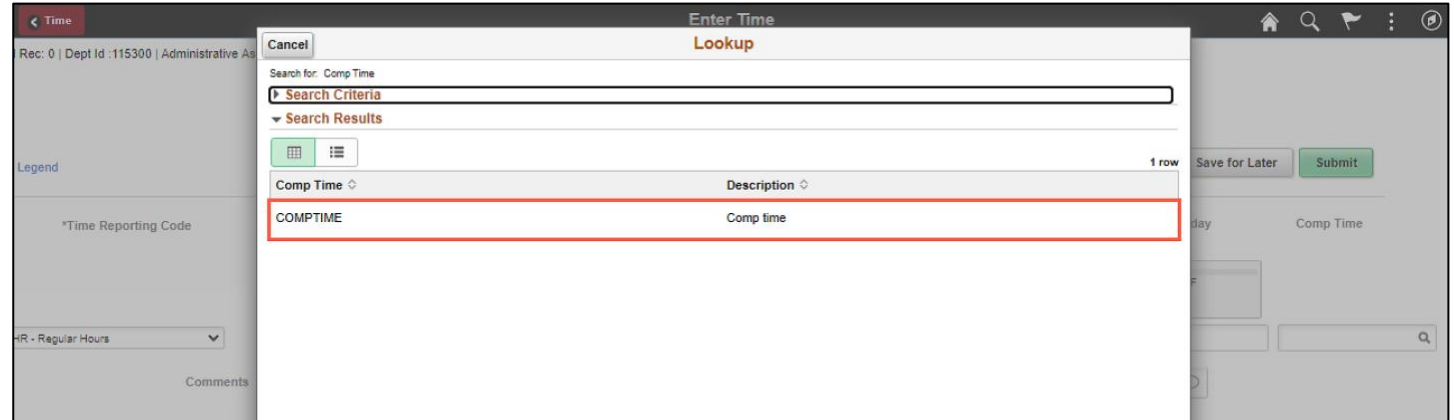 Time
Enter Time
Rec: 0 | Dept Id :115300 | Administrative As
Cancel
Lookup
Search for: Comp Time
Search Criteria
Search Results
1 row
Legend
Save for Later
Submit
Comp Time
Description
COMPTIME
Comp time
*Time Reporting Code
day
Comp Time
HR - Regular Hours
Comments